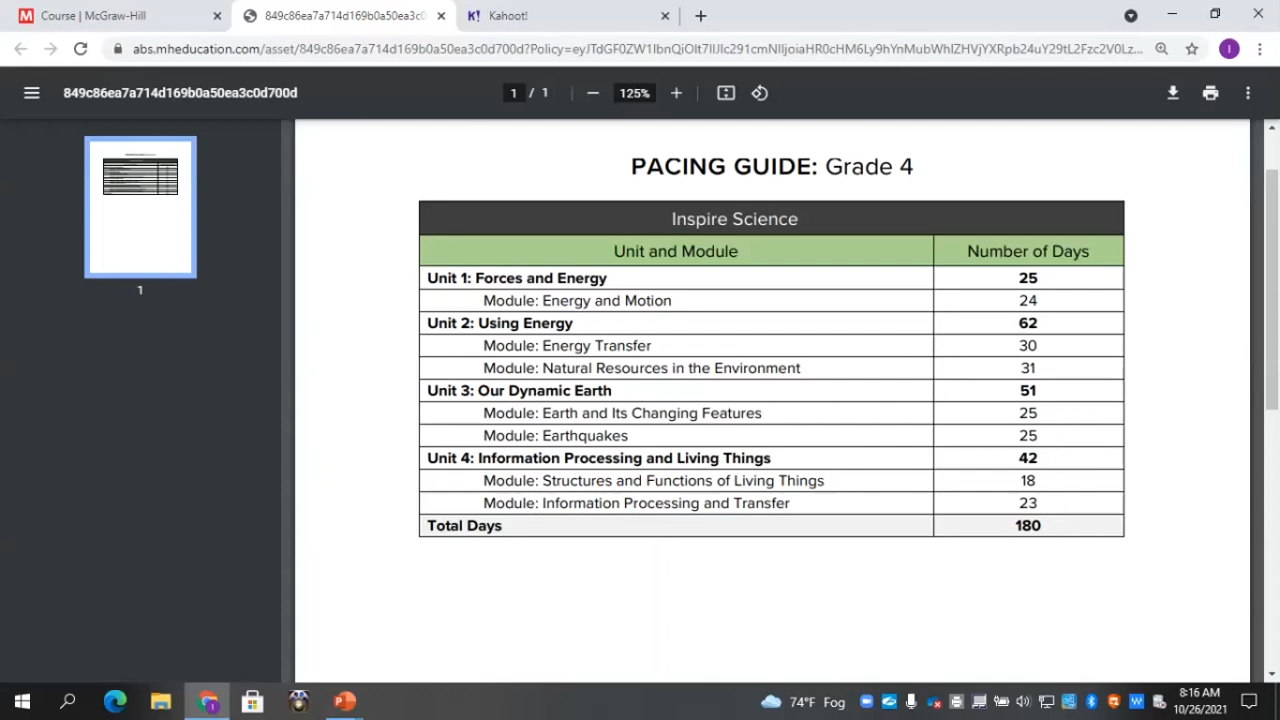 Course | McGraw-Hill
849c86ea7a714d169b0a50ea3c0
Kahoot!
abs.mheducation.com/asset/849c86ea7a714d169b0a50ea3c0d700d?Policy=
849c86ea7a714d169b0a50ea3c0d700d
1 / 1
125%
PACING GUIDE: Grade 4
Inspire Science
Unit and Module Number of Days
Unit 1: Forces and Energy 25
Module: Energy and Motion 24
Unit 2: Using Energy 62
Module: Energy Transfer 30
Module: Natural Resources in the Environment 31
Unit 3: Our Dynamic Earth 51
Module: Earth and Its Changing Features 25
Module: Earthquakes 25
Unit 4: Information Processing and Living Things 42
Module: Structures and Functions of Living Things 18
Module: Information Processing and Transfer 23
Total Days 180
1
74°F Fog
8:16 AM
10/26/2021